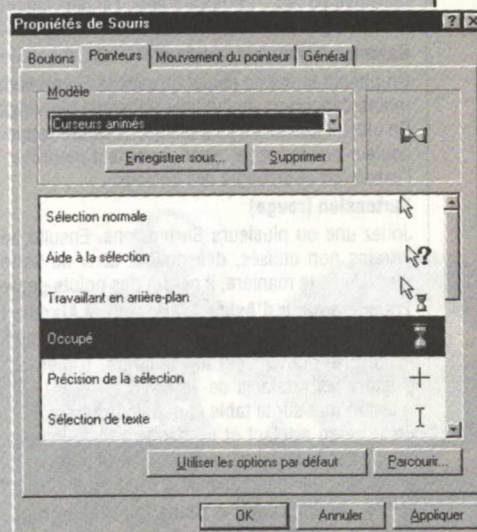 Propriétés de Souris
Boutons Pointeurs Mouvement du pointeur Général
Modèle
Curseurs animés
Enregistrer sous... Supprimer
Sélection normale
Aide à la sélection
Travaillant en arrière-plan
Occupé
Précision de la sélection
Sélection de texte
Utiliser les options par défaut Parcourir...
OK Annuler Appliquer